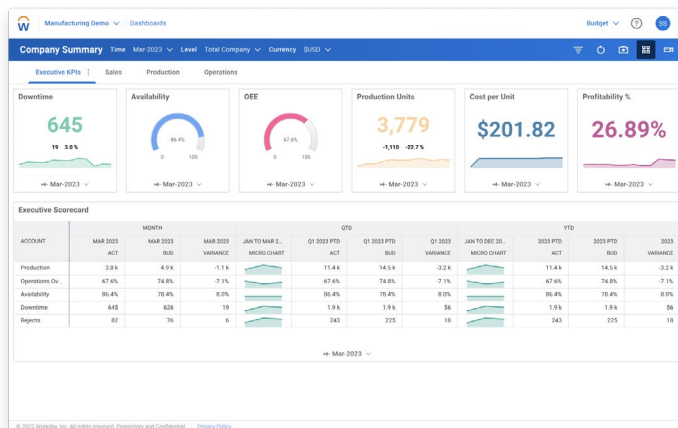 Manufacturing Demo Dashboards Budget ? SS
Company Summary Time Mar-2023 Level Total Company Currency $USD
Executive KPIs Sales Production Operations
Downtime Availability OEE Production Units Cost per Unit Profitability %
645 86.4% 67.6% 3,779 $201.82 26.89%
19 3.0% 0 100 0 100 -1,110 -22.7%
Mar-2023 Mar-2023 Mar-2023 Mar-2023 Mar-2023 Mar-2023
Executive Scorecard
MONTH QTD YTD
ACCOUNT MAR 2023 MAR 2023 MAR 2023 JAN TO MAR 2... Q1 2023 PTD Q1 2023 PTD Q1 2023 JAN TO DEC 20... 2023 PTD 2023 PTD 2023
ACT BUD VARIANCE MICRO CHART ACT BUD VARIANCE MICRO CHART ACT BUD VARIANCE
Production 3.8 k 4.9 k -1.1 k 11.4 k 14.5 k -3.2 k 11.4 k 14.5 k -3.2 k
Operations Ov... 67.6% 74.8% -7.1% 67.6% 74.8% -7.1% 67.6% 74.8% -7.1%
Availability 86.4% 78.4% 8.0% 86.4% 78.4% 8.0% 86.4% 78.4% 8.0%
Downtime 645 626 19 1.9 k 1.9 k 56 1.9 k 1.9 k 56
Rejects 82 76 6 243 225 18 243 225 18
Mar-2023
© 2022 Workday, Inc. All rights reserved. Proprietary and Confidential. Privacy Policy